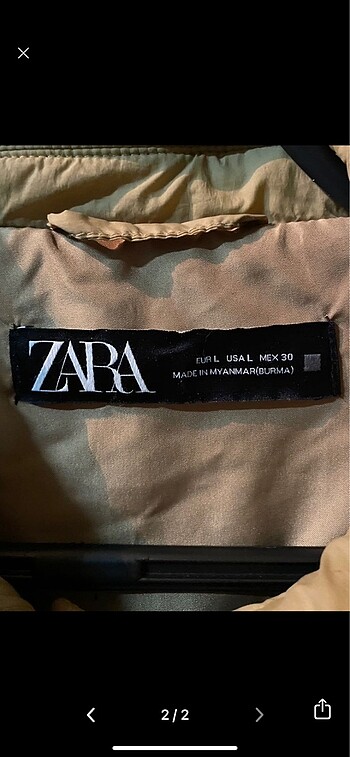 ZARA
EUR L USA L MEX 30
MADE IN MYANMAR(BURMA)
2/2